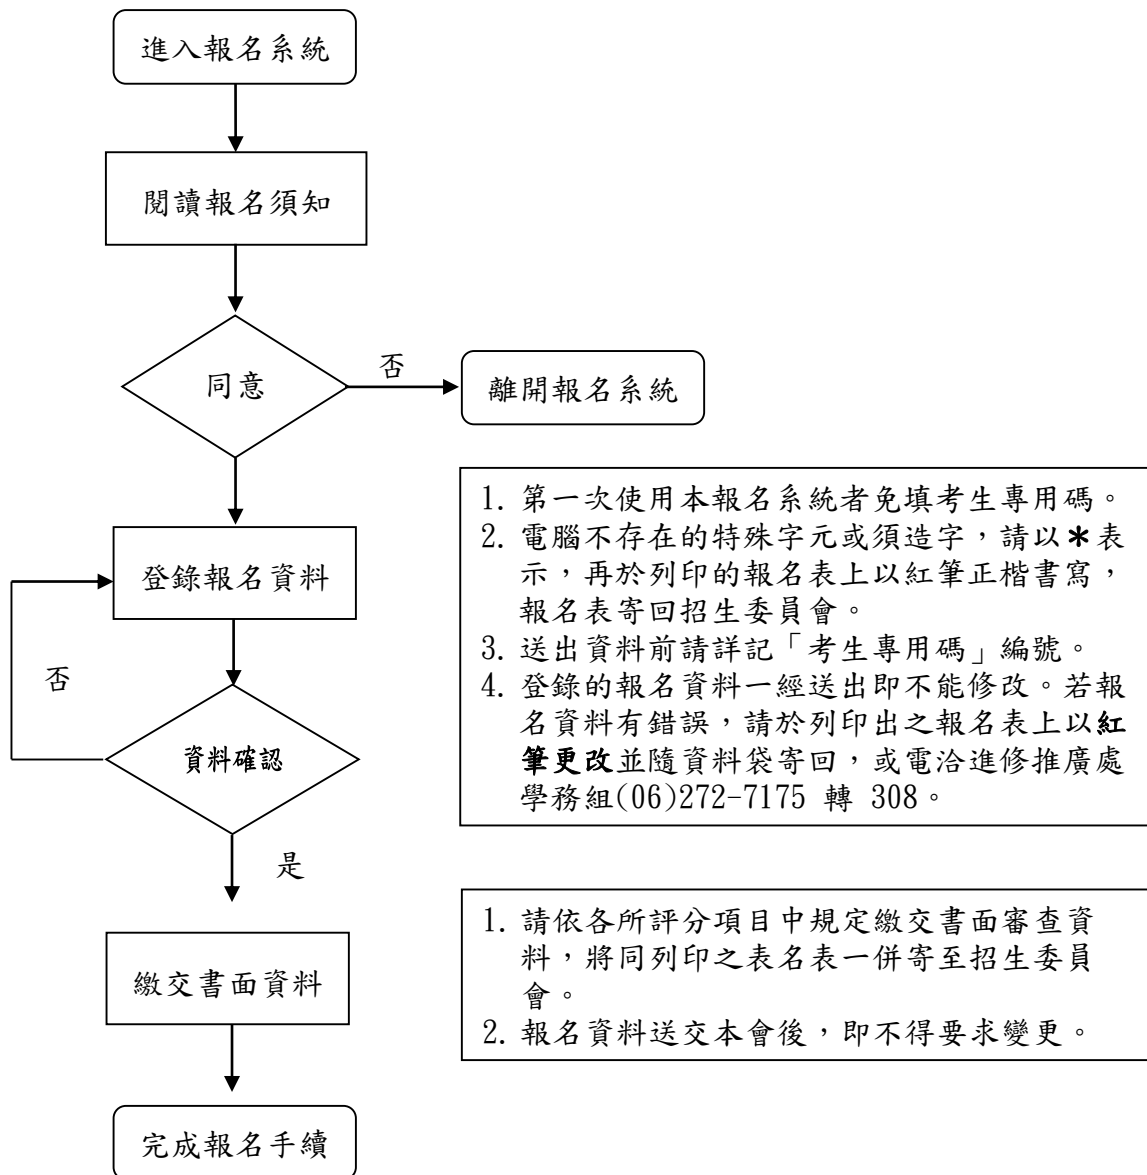 進入報名系統
閱讀報名須知
同意
否
離開報名系統
1. 第一次使用本報名系統者免填考生專用碼。
2. 電腦不存在的特殊字元或須造字，請以＊表
示，再於列印的報名表上以紅筆正楷書寫，
報名表寄回招生委員會。
3. 送出資料前請詳記「考生專用碼」編號。
4. 登錄的報名資料一經送出即不能修改。若報
名資料有錯誤，請於列印出之報名表上以紅
筆更改並隨資料袋寄回，或電洽進修推廣處
學務組(06)272-7175 轉 308。
登錄報名資料
否
資料確認
是
繳交書面資料
1. 請依各所評分項目中規定繳交書面審查資
料，將同列印之表名表一併寄至招生委員
會。
2. 報名資料送交本會後，即不得要求變更。
完成報名手續